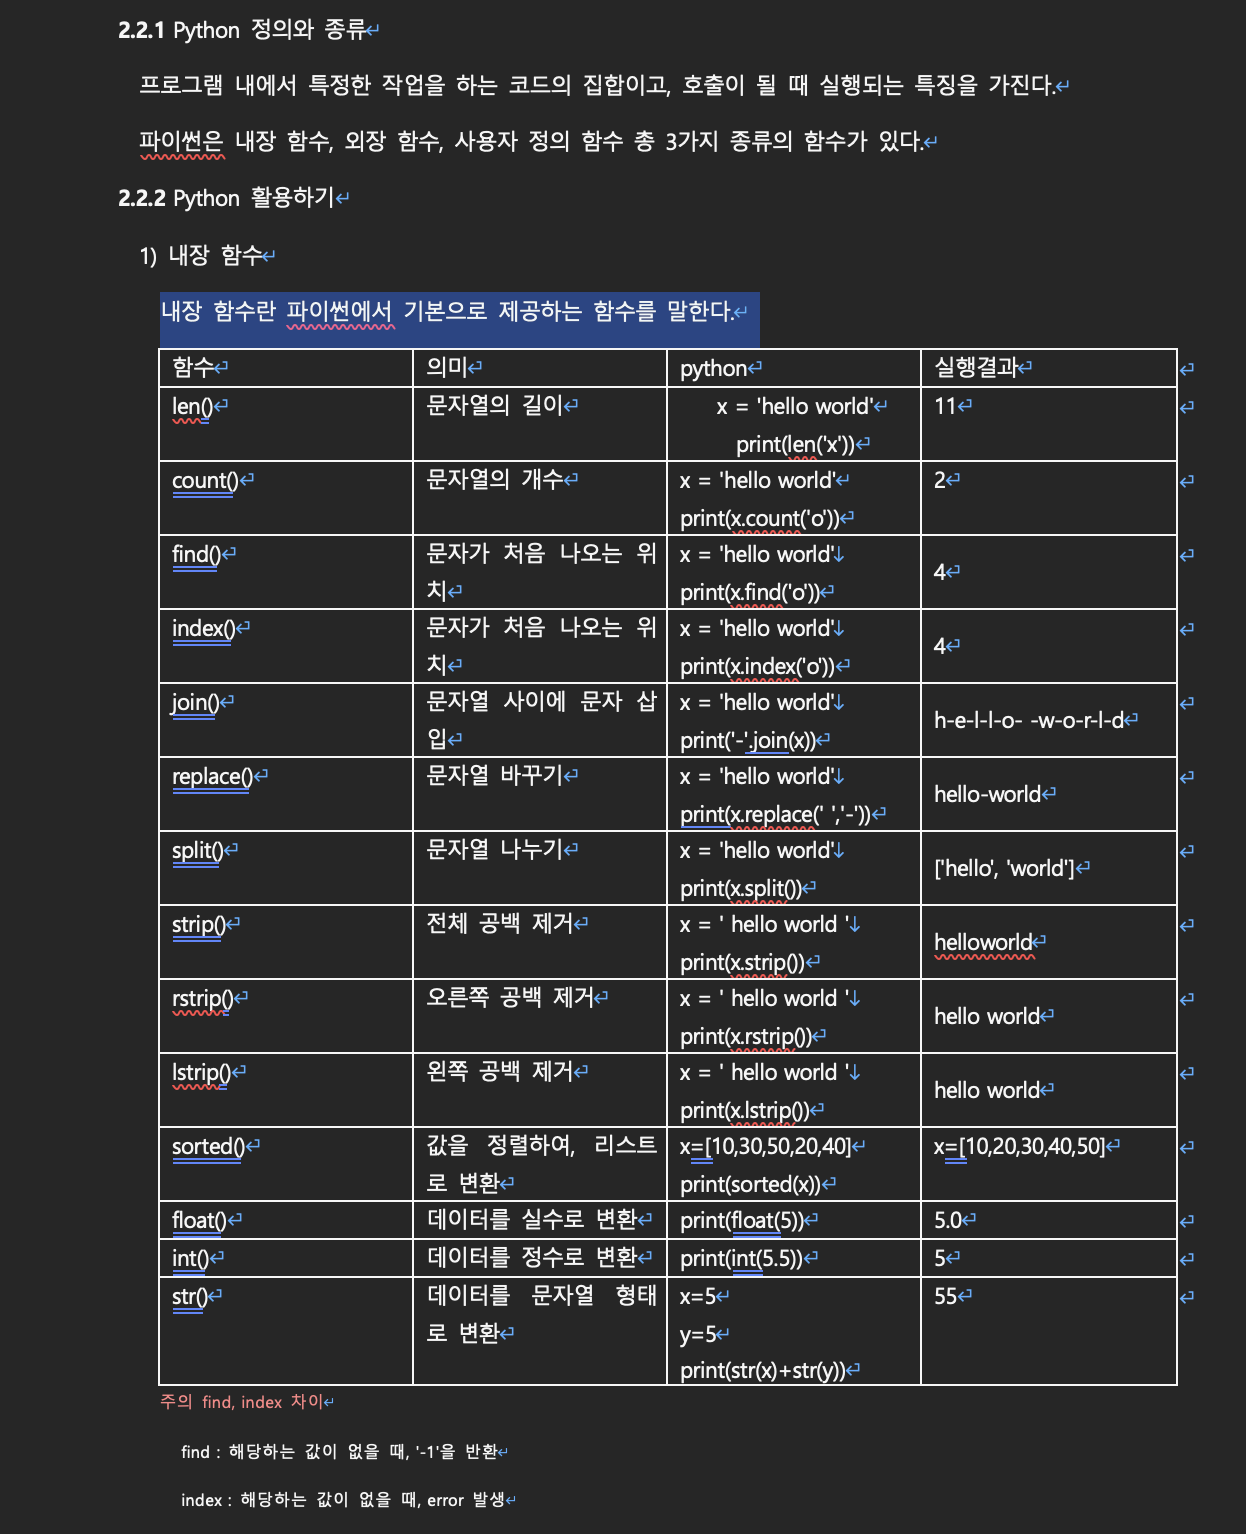 2.2.1 Python 정의와 종류
프로그램 내에서 특정한 작업을 하는 코드의 집합이고, 호출이 될 때 실행되는 특징을 가진다.
파이썬은 내장 함수, 외장 함수, 사용자 정의 함수 총 3가지 종류의 함수가 있다.
2.2.2 Python 활용하기
1) 내장 함수
내장 함수란 파이썬에서 기본으로 제공하는 함수를 말한다.
함수 의미 python 실행결과
len() 문자열의 길이 x = 'hello world' 11
print(len('x'))
count() 문자열의 개수 x = 'hello world' 2
print(x.count('o'))
find() 문자가 처음 나오는 위 x = 'hello world'
치 print(x.find('o')) 4
index() 문자가 처음 나오는 위 x = 'hello world'
치 print(x.index('o')) 4
join() 문자열 사이에 문자 삽 x = 'hello world'
입 print('-'.join(x)) h-e-l-l-o- -w-o-r-l-d
replace() 문자열 바꾸기 x = 'hello world'
print(x.replace(' ','-')) hello-world
split() 문자열 나누기 x = 'hello world'
print(x.split()) ['hello', 'world']
strip() 전체 공백 제거 x = ' hello world '
print(x.strip()) helloworld
rstrip() 오른쪽 공백 제거 x = ' hello world '
print(x.rstrip()) hello world
lstrip() 왼쪽 공백 제거 x = ' hello world '
print(x.lstrip()) hello world
sorted() 값을 정렬하여, 리스트 x=[10,30,50,20,40] x=[10,20,30,40,50]
로 변환 print(sorted(x))
float() 데이터를 실수로 변환 print(float(5)) 5.0
int() 데이터를 정수로 변환 print(int(5.5)) 5
str() 데이터를 문자열 형태 x=5 55
로 변환 y=5
print(str(x)+str(y))
주의 find, index 차이
find : 해당하는 값이 없을 때, '-1'을 반환
index : 해당하는 값이 없을 때, error 발생